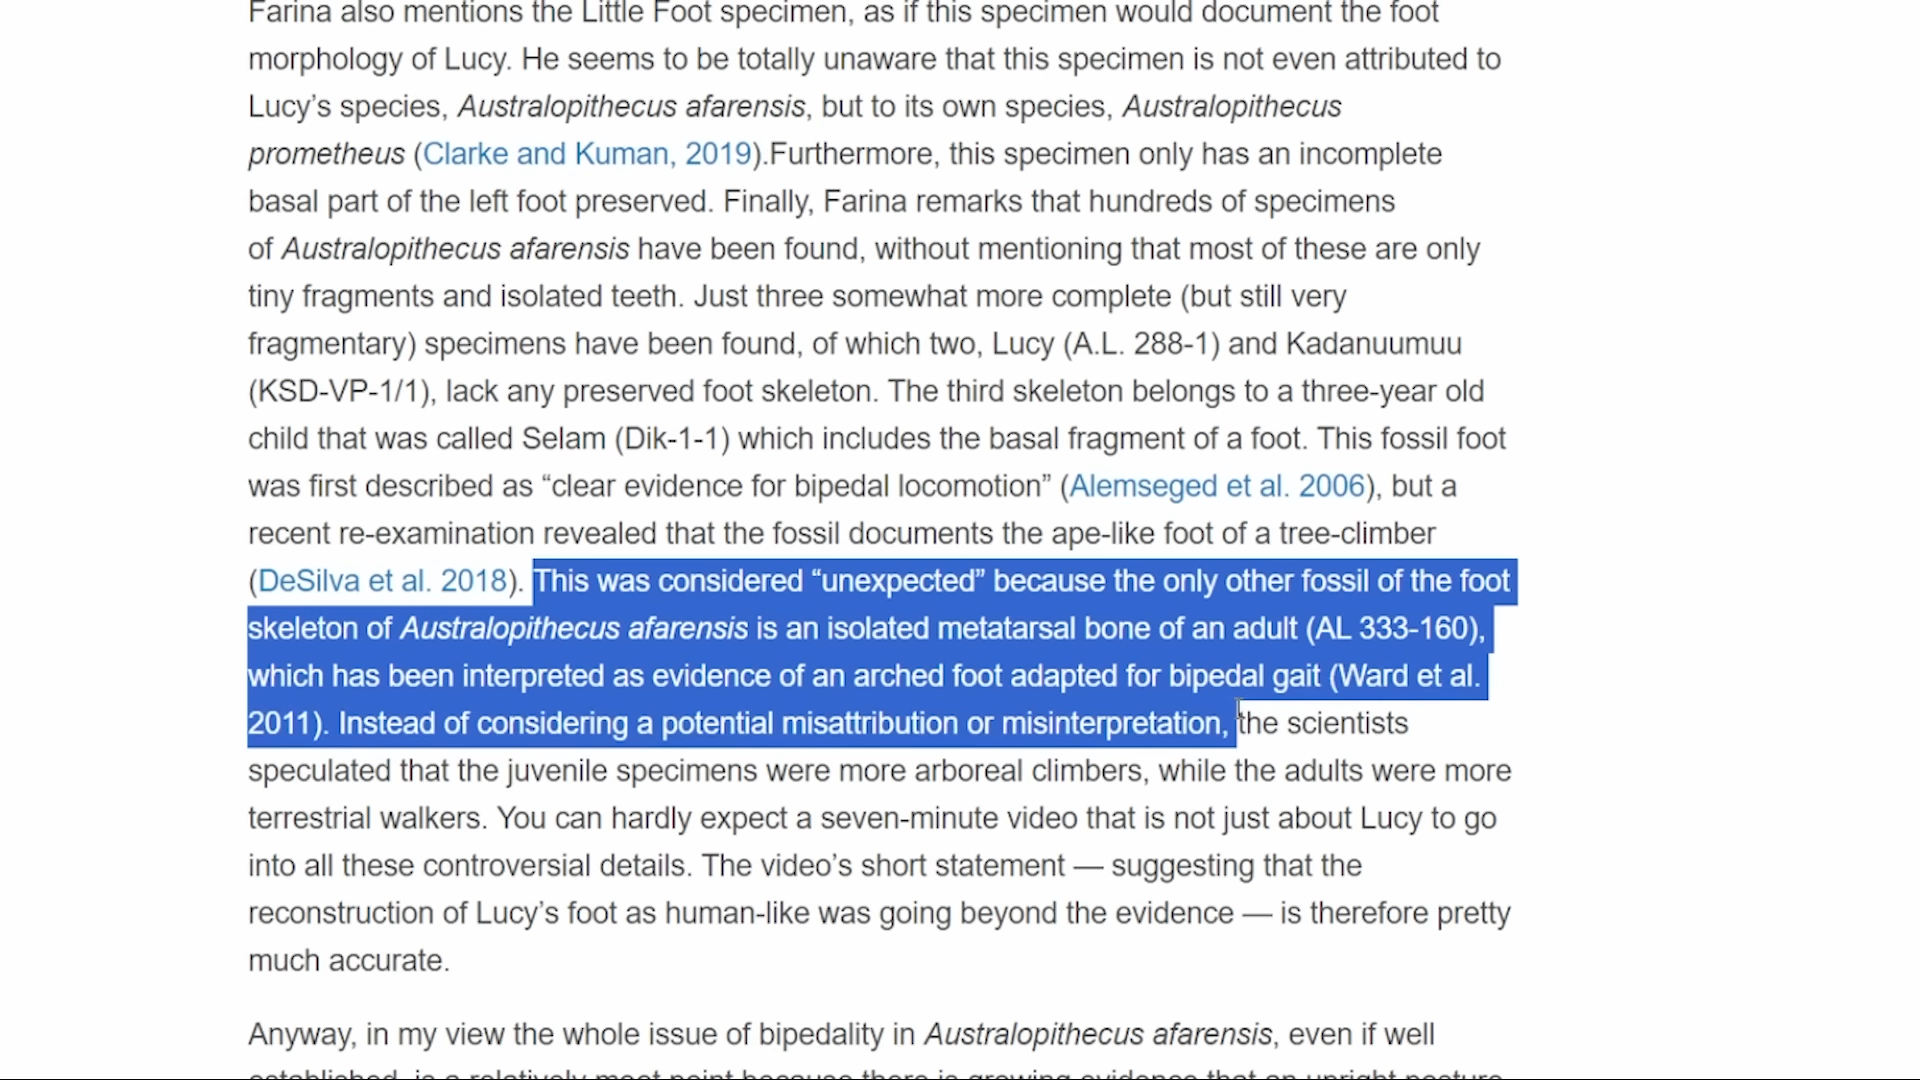 Farina also mentions the Little Foot specimen, as if this specimen would document the foot
morphology of Lucy. He seems to be totally unaware that this specimen is not even attributed to
Lucy’s species, Australopithecus afarensis, but to its own species, Australopithecus
prometheus (Clarke and Kuman, 2019).Furthermore, this specimen only has an incomplete
basal part of the left foot preserved. Finally, Farina remarks that hundreds of specimens
of Australopithecus afarensis have been found, without mentioning that most of these are only
tiny fragments and isolated teeth. Just three somewhat more complete (but still very
fragmentary) specimens have been found, of which two, Lucy (A.L. 288-1) and Kadanuumuu
(KSD-VP-1/1), lack any preserved foot skeleton. The third skeleton belongs to a three-year old
child that was called Selam (Dik-1-1) which includes the basal fragment of a foot. This fossil foot
was first described as “clear evidence for bipedal locomotion” (Alemseged et al. 2006), but a
recent re-examination revealed that the fossil documents the ape-like foot of a tree-climber
(DeSilva et al. 2018). This was considered “unexpected” because the only other fossil of the foot
skeleton of Australopithecus afarensis is an isolated metatarsal bone of an adult (AL 333-160),
which has been interpreted as evidence of an arched foot adapted for bipedal gait (Ward et al.
2011). Instead of considering a potential misattribution or misinterpretation, the scientists
speculated that the juvenile specimens were more arboreal climbers, while the adults were more
terrestrial walkers. You can hardly expect a seven-minute video that is not just about Lucy to go
into all these controversial details. The video’s short statement — suggesting that the
reconstruction of Lucy’s foot as human-like was going beyond the evidence — is therefore pretty
much accurate.
Anyway, in my view the whole issue of bipedality in Australopithecus afarensis, even if well
established, is a relatively moot point because there is growing evidence that an upright posture